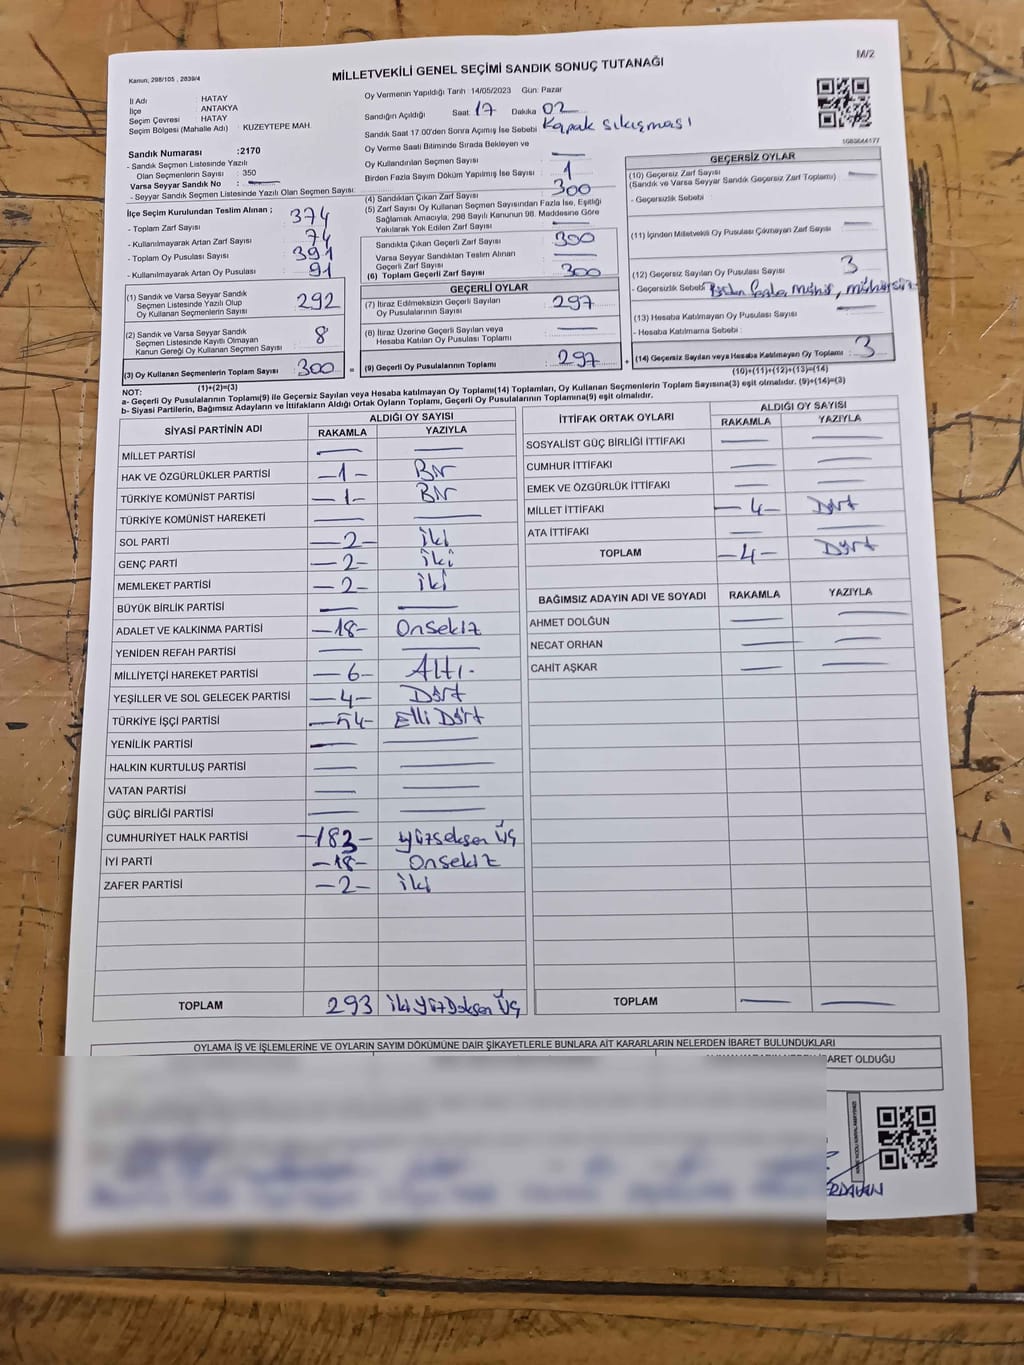 M/2
Kanun; 298/105 , 2839/4
MİLLETVEKİLİ GENEL SEÇİMİ SANDIK SONUÇ TUTANAĞI
İl Adı : HATAY
İlçe : ANTAKYA
Seçim Çevresi : HATAY
Seçim Bölgesi (Mahalle Adı) : KUZEYTEPE MAH.
Sandık Numarası :2170
- Sandık Seçmen Listesinde Yazılı
Olan Seçmenlerin Sayısı : 350
Varsa Seyyar Sandık No :
- Seyyar Sandık Seçmen Listesinde Yazılı Olan Seçmen Sayısı:
İlçe Seçim Kurulundan Teslim Alınan ;
- Toplam Zarf Sayısı : 374
- Kullanılmayarak Artan Zarf Sayısı : 74
- Toplam Oy Pusulası Sayısı : 391
- Kullanılmayarak Artan Oy Pusulası : 91
(1) Sandık ve Varsa Seyyar Sandık
Seçmen Listesinde Yazılı Olup
Oy Kullanan Seçmenlerin Sayısı : 292
(2) Sandık ve Varsa Seyyar Sandık
Seçmen Listesinde Kayıtlı Olmayan
Kanun Gereği Oy Kullanan Seçmen Sayısı : 8
(3) Oy Kullanan Seçmenlerin Toplam Sayısı : 300
(1)+(2)=(3)
Oy Vermenin Yapıldığı Tarih 14/05/2023 Gün: Pazar
Sandığın Açıldığı Saat 17 Dakika 02
Sandık Saat 17:00'den Sonra Açılmış İse Sebebi Kapak sıkışması
Oy Verme Saati Bitiminde Sırada Bekleyen ve
Oy Kullandırılan Seçmen Sayısı
Birden Fazla Sayım Döküm Yapılmış İse Sayısı : 1
(4) Sandıktan Çıkan Zarf Sayısı : 300
(5) Zarf Sayısı Oy Kullanan Seçmen Sayısından Fazla İse, Eşitliği
Sağlamak Amacıyla, 298 Sayılı Kanunun 98. Maddesine Göre
Yakılarak Yok Edilen Zarf Sayısı :
Sandıkta Çıkan Geçerli Zarf Sayısı : 300
Varsa Seyyar Sandıktan Teslim Alınan
Geçerli Zarf Sayısı :
(6) Toplam Geçerli Zarf Sayısı : 300
GEÇERLİ OYLAR
(7) İtiraz Edilmeksizin Geçerli Sayılan
Oy Pusulalarının Sayısı : 297
(8) İtiraz Üzerine Geçerli Sayılan veya
Hesaba Katılan Oy Pusulası Toplamı :
= (9) Geçerli Oy Pusulalarının Toplamı : 297
1080664177
GEÇERSİZ OYLAR
(10) Geçersiz Zarf Sayısı
(Sandık ve Varsa Seyyar Sandık Geçersiz Zarf Toplamı) :
- Geçersizlik Sebebi
(11) İçinden Milletvekili Oy Pusulası Çıkmayan Zarf Sayısı :
(12) Geçersiz Sayılan Oy Pusulası Sayısı : 3
- Geçersizlik Sebebi Birden fazla mühür, mühürsüz
(13) Hesaba Katılmayan Oy Pusulası Sayısı :
- Hesaba Katılmama Sebebi :
+ (14) Geçersiz Sayılan veya Hesaba Katılmayan Oy Toplamı : 3
(10)+(11)+(12)+(13)=(14)
NOT:
a- Geçerli Oy Pusulalarının Toplamı(9) ile Geçersiz Sayılan veya Hesaba katılmayan Oy Toplamı(14) Toplamları, Oy Kullanan Seçmenlerin Toplam Sayısına(3) eşit olmalıdır. (9)+(14)=(3)
b- Siyasi Partilerin, Bağımsız Adayların ve İttifakların Aldığı Ortak Oyların Toplamı, Geçerli Oy Pusulalarının Toplamına(9) eşit olmalıdır.
SİYASİ PARTİNİN ADI ALDIĞI OY SAYISI
RAKAMLA YAZIYLA
MİLLET PARTİSİ
HAK VE ÖZGÜRLÜKLER PARTİSİ -1- Bir
TÜRKİYE KOMÜNİST PARTİSİ -1- Bir
TÜRKİYE KOMÜNİST HAREKETİ
SOL PARTİ -2- iki
GENÇ PARTİ -2- iki
MEMLEKET PARTİSİ -2- iki
BÜYÜK BİRLİK PARTİSİ
ADALET VE KALKINMA PARTİSİ -18- Onsekiz
YENİDEN REFAH PARTİSİ
MİLLİYETÇİ HAREKET PARTİSİ -6- Altı-
YEŞİLLER VE SOL GELECEK PARTİSİ -4- Dört
TÜRKİYE İŞÇİ PARTİSİ -54- Elli Dört
YENİLİK PARTİSİ
HALKIN KURTULUŞ PARTİSİ
VATAN PARTİSİ
GÜÇ BİRLİĞİ PARTİSİ
CUMHURİYET HALK PARTİSİ -183- yüzseksen üç
İYİ PARTİ -18- Onsekiz
ZAFER PARTİSİ -2- iki
TOPLAM 293 iki yüz Doksan Üç
İTTİFAK ORTAK OYLARI ALDIĞI OY SAYISI
RAKAMLA YAZIYLA
SOSYALİST GÜÇ BİRLİĞİ İTTİFAKI
CUMHUR İTTİFAKI
EMEK VE ÖZGÜRLÜK İTTİFAKI
MİLLET İTTİFAKI -4- Dört
ATA İTTİFAKI
TOPLAM -4- Dört
BAĞIMSIZ ADAYIN ADI VE SOYADI RAKAMLA YAZIYLA
AHMET DOLĞUN
NECAT ORHAN
CAHİT AŞKAR
TOPLAM
OYLAMA İŞ VE İŞLEMLERİNE VE OYLARIN SAYIM DÖKÜMÜNE DAİR ŞİKAYETLERLE BUNLARA AİT KARARLARIN NELERDEN İBARET BULUNDUKLARI
BARET OLDUĞU